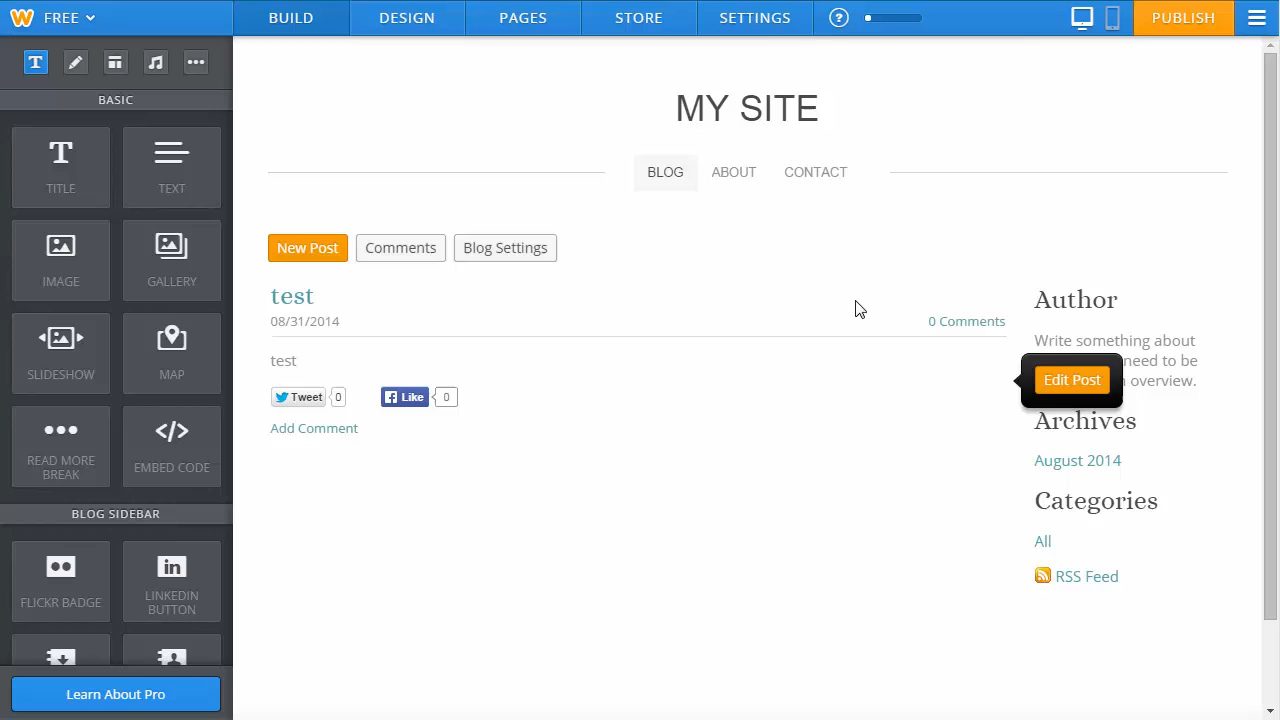 FREE
BUILD
DESIGN
PAGES
STORE
SETTINGS
?
PUBLISH
T
BASIC
T
TITLE
TEXT
IMAGE
GALLERY
SLIDESHOW
MAP
READ MORE
BREAK
EMBED CODE
BLOG SIDEBAR
FLICKR BADGE
in
LINKEDIN
BUTTON
Learn About Pro
MY SITE
BLOG
ABOUT
CONTACT
New Post
Comments
Blog Settings
test
08/31/2014
0 Comments
test
Tweet
0
f
Like
0
Add Comment
Author
Write something about
need to be
overview.
Edit Post
Archives
August 2014
Categories
All
RSS Feed